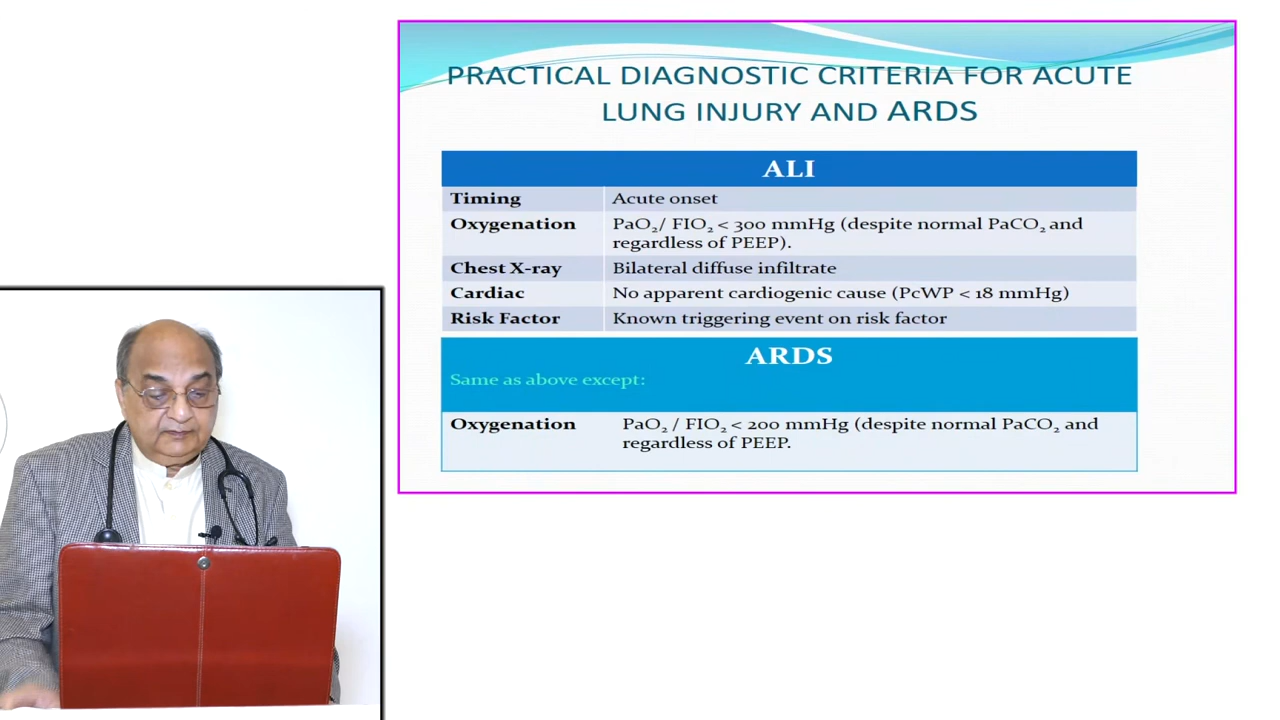 PRACTICAL DIAGNOSTIC CRITERIA FOR ACUTE
LUNG INJURY AND ARDS
ALI
Timing Acute onset
Oxygenation PaO₂/ FIO₂ < 300 mmHg (despite normal PaCO₂ and
regardless of PEEP).
Chest X-ray Bilateral diffuse infiltrate
Cardiac No apparent cardiogenic cause (PcWP < 18 mmHg)
Risk Factor Known triggering event on risk factor
ARDS
Same as above except:
Oxygenation PaO₂ / FIO₂ < 200 mmHg (despite normal PaCO₂ and
regardless of PEEP.